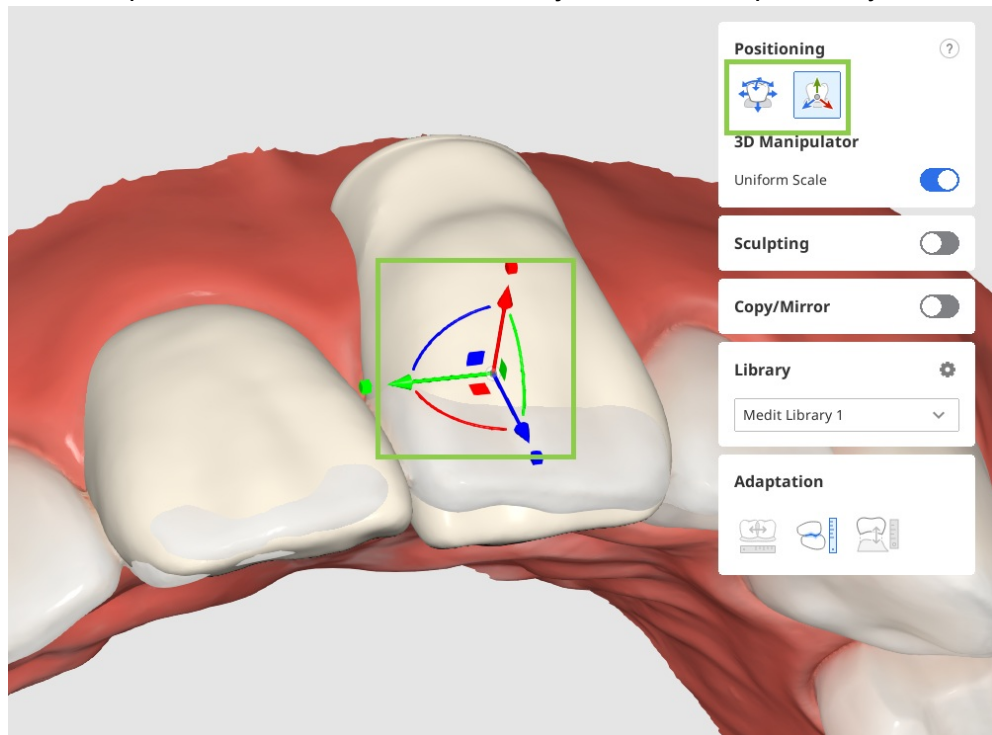 Positioning
?
3D Manipulator
Uniform Scale
Sculpting
Copy/Mirror
Library
Medit Library 1
Adaptation